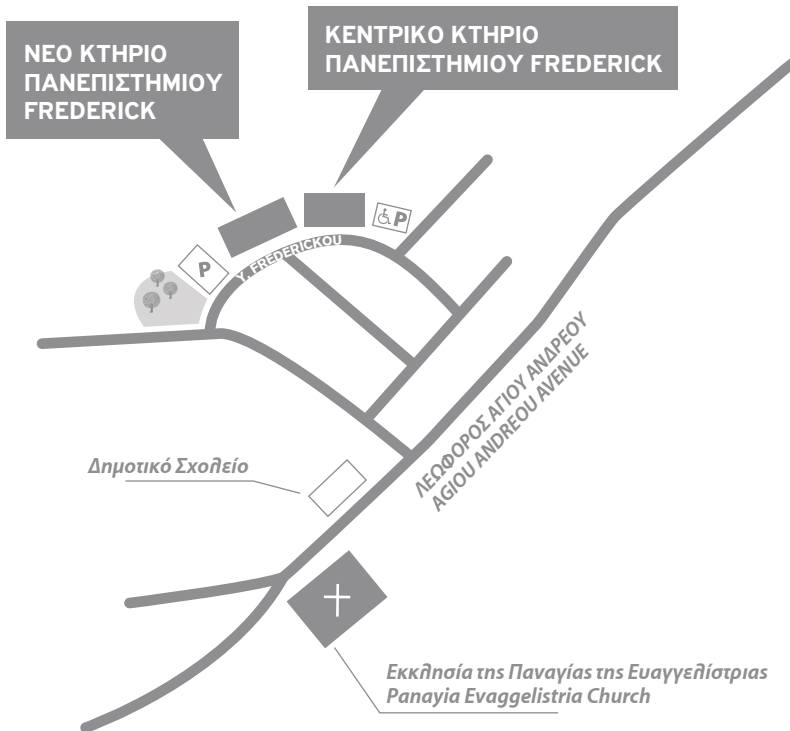 ΝΕΟ ΚΤΗΡΙΟ
ΠΑΝΕΠΙΣΤΗΜΙΟΥ
FREDERICK
ΚΕΝΤΡΙΚΟ ΚΤΗΡΙΟ
ΠΑΝΕΠΙΣΤΗΜΙΟΥ FREDERICK
P
P
Y. FREDERICKOU
ΛΕΩΦΟΡΟΣ ΑΓΙΟΥ ΑΝΔΡΕΟΥ
AGIOU ANDREOU AVENUE
Δημοτικό Σχολείο
Εκκλησία της Παναγίας της Ευαγγελίστριας
Panayia Evaggelistria Church